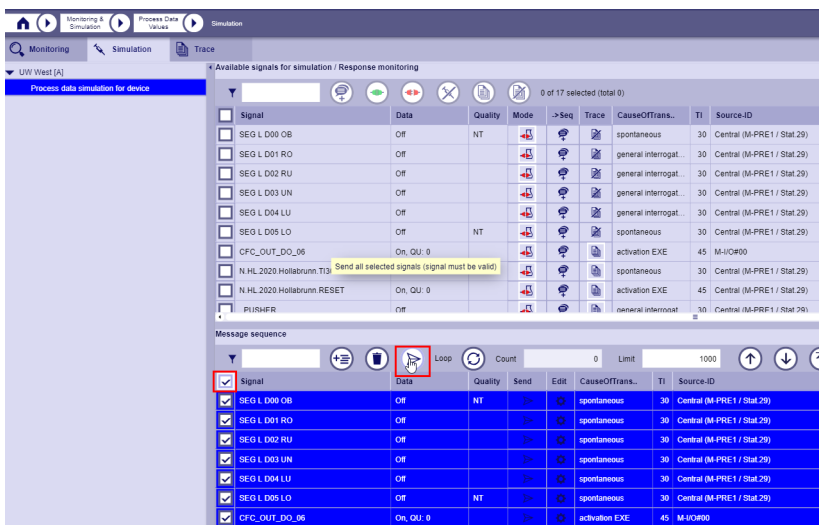 Monitoring & Simulation
Process Data Values
Simulation
Monitoring
Simulation
Trace
UW West [A]
Process data simulation for device
Available signals for simulation / Response monitoring
0 of 17 selected (total 0)
Signal Data Quality Mode ->Seq Trace CauseOfTrans.. TI Source-ID
SEG L D00 OB Off NT spontaneous 30 Central (M-PRE1 / Stat.29)
SEG L D01 RO Off general interrogat... 30 Central (M-PRE1 / Stat.29)
SEG L D02 RU Off general interrogat... 30 Central (M-PRE1 / Stat.29)
SEG L D03 UN Off general interrogat... 30 Central (M-PRE1 / Stat.29)
SEG L D04 LU Off general interrogat... 30 Central (M-PRE1 / Stat.29)
SEG L D05 LO Off NT spontaneous 30 Central (M-PRE1 / Stat.29)
CFC_OUT_DO_06 On, QU: 0 activation EXE 45 M-I/O#00
Send all selected signals (signal must be valid)
N.HL.2020.Hollabrunn.TI3 spontaneous 30 Central (M-PRE1 / Stat.29)
N.HL.2020.Hollabrunn.RESET On, QU: 0 activation EXE 45 Central (M-PRE1 / Stat.29)
PUSHER Off general interrogat 30 Central (M-PRE1 / Stat.29)
Message sequence
Loop Count 0 Limit 1000
Signal Data Quality Send Edit CauseOfTrans.. TI Source-ID
SEG L D00 OB Off NT spontaneous 30 Central (M-PRE1 / Stat.29)
SEG L D01 RO Off spontaneous 30 Central (M-PRE1 / Stat.29)
SEG L D02 RU Off spontaneous 30 Central (M-PRE1 / Stat.29)
SEG L D03 UN Off spontaneous 30 Central (M-PRE1 / Stat.29)
SEG L D04 LU Off spontaneous 30 Central (M-PRE1 / Stat.29)
SEG L D05 LO Off NT spontaneous 30 Central (M-PRE1 / Stat.29)
CFC_OUT_DO_06 On, QU: 0 activation EXE 45 M-I/O#00